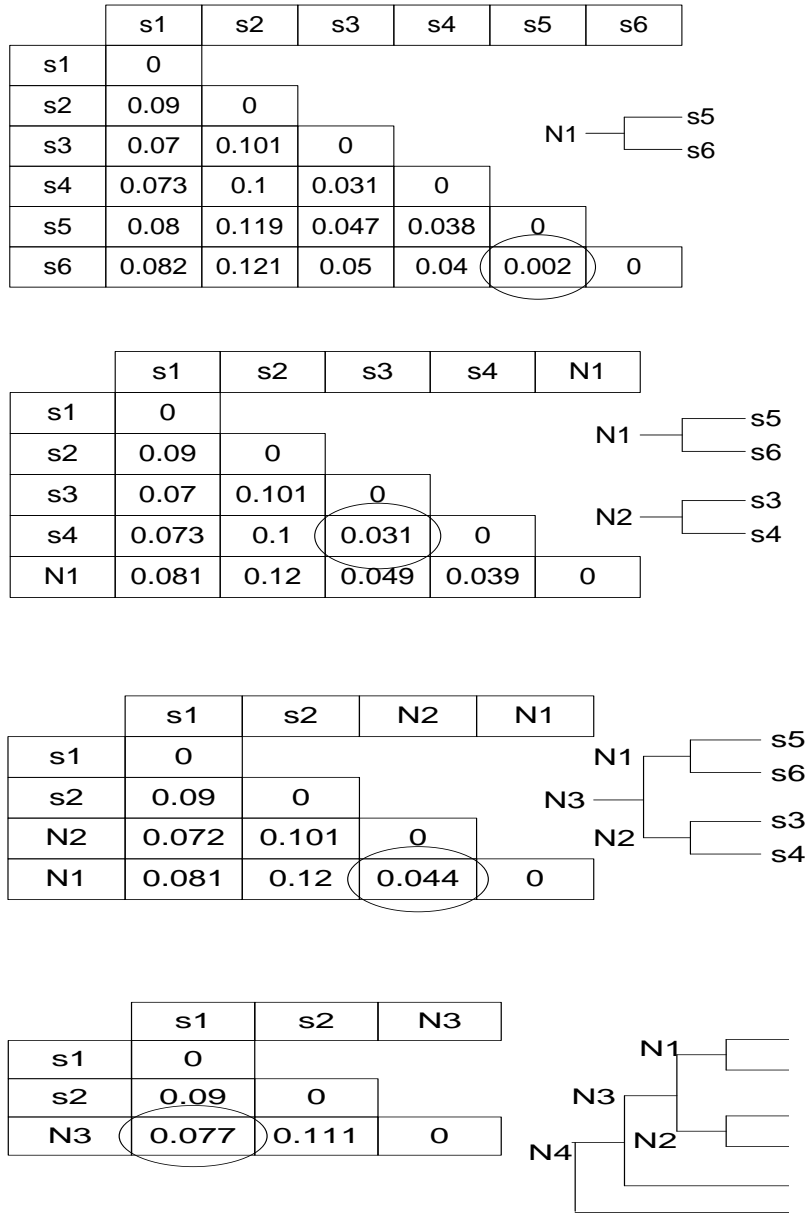 s1 s2 s3 s4 s5 s6
s1 0
s2 0.09 0
s3 0.07 0.101 0
s4 0.073 0.1 0.031 0
s5 0.08 0.119 0.047 0.038 0
s6 0.082 0.121 0.05 0.04 0.002 0
N1 s5
s6
s1 s2 s3 s4 N1
s1 0
s2 0.09 0
s3 0.07 0.101 0
s4 0.073 0.1 0.031 0
N1 0.081 0.12 0.049 0.039 0
N1 s5
s6
N2 s3
s4
s1 s2 N2 N1
s1 0
s2 0.09 0
N2 0.072 0.101 0
N1 0.081 0.12 0.044 0
N1 s5
s6
N3
N2 s3
s4
s1 s2 N3
s1 0
s2 0.09 0
N3 0.077 0.111 0
N1
N3
N2
N4